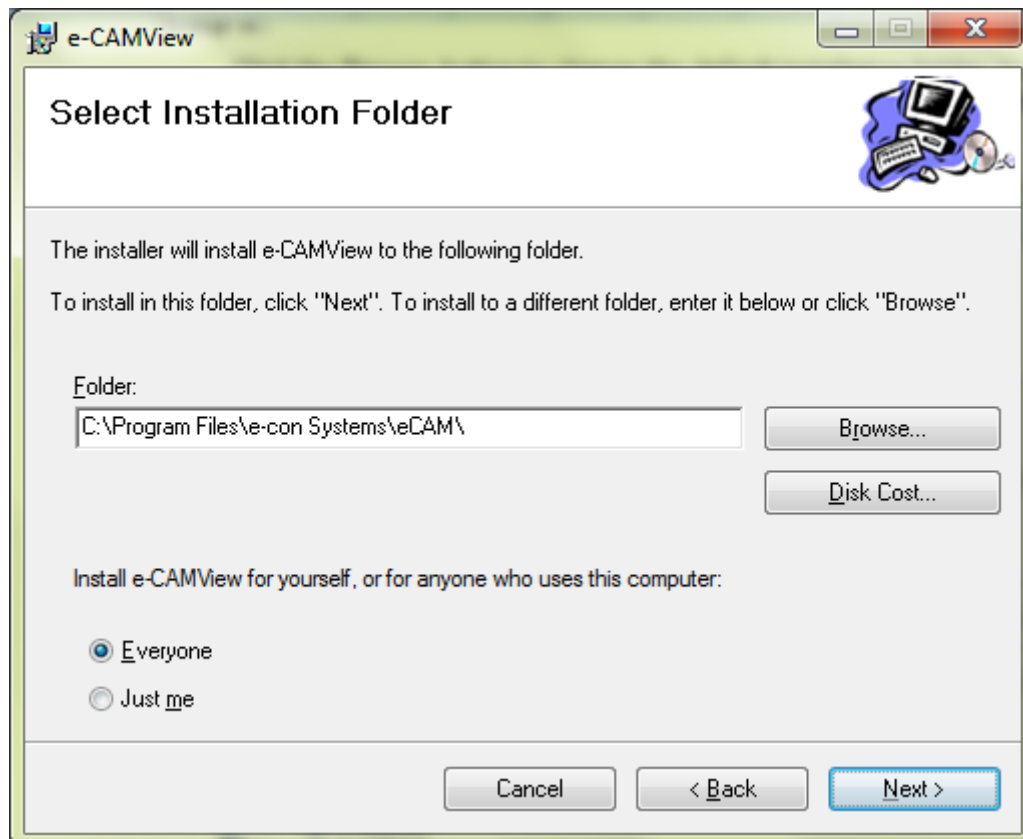 e-CAMView
Select Installation Folder
The installer will install e-CAMView to the following folder.
To install in this folder, click "Next". To install to a different folder, enter it below or click "Browse".
Folder:
C:\Program Files\e-con Systems\eCAM\
Browse...
Disk Cost...
Install e-CAMView for yourself, or for anyone who uses this computer:
Everyone
Just me
Cancel
< Back
Next >